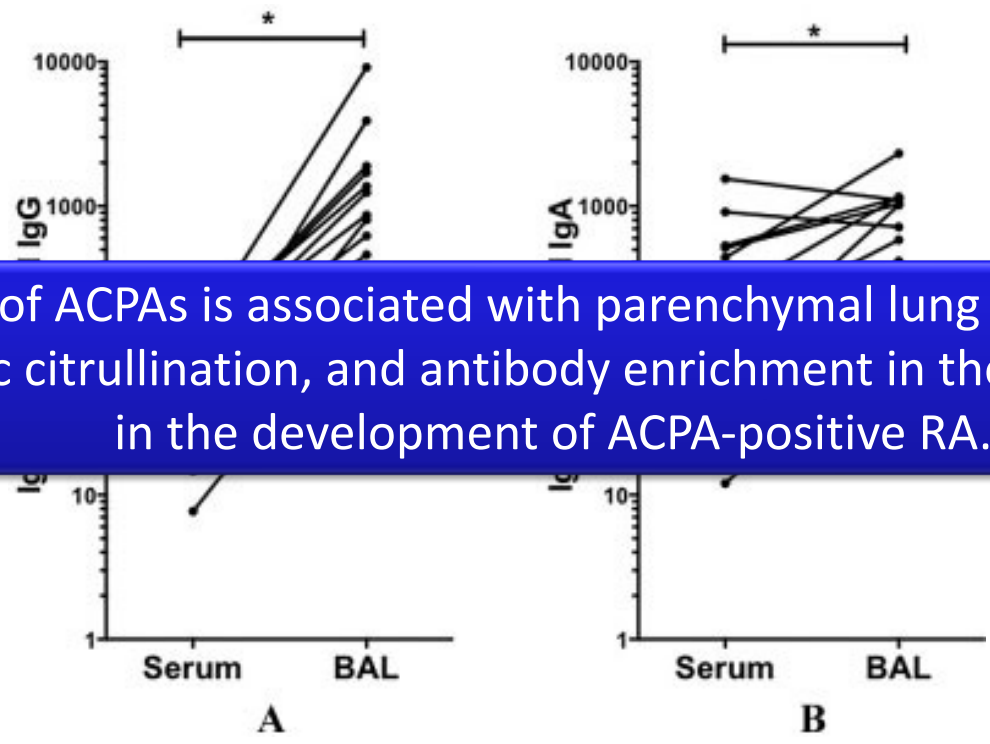 *
*
10000
10000
IgG
1000
IgA
1000
of ACPAs is associated with parenchymal lung
c citrullination, and antibody enrichment in the
in the development of ACPA-positive RA.
10
10
1
1
Serum
BAL
Serum
BAL
A
B